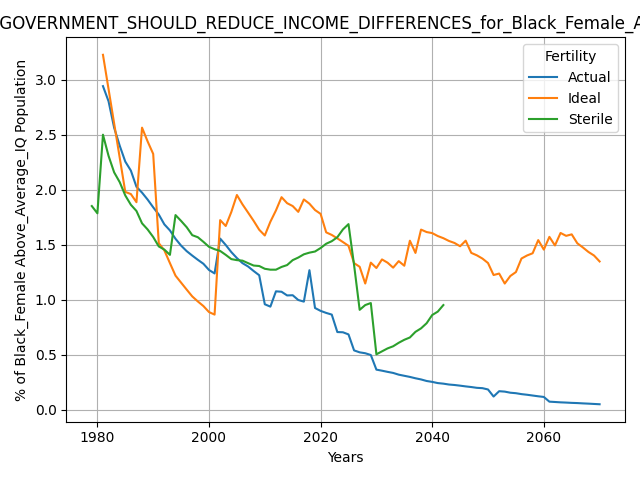 GOVERNMENT_SHOULD_REDUCE_INCOME_DIFFERENCES_for_Black_Female_A
Fertility
Actual
Ideal
Sterile
% of Black_Female Above_Average_IQ Population
3.0
2.5
2.0
1.5
1.0
0.5
0.0
1980 2000 2020 2040 2060
Years